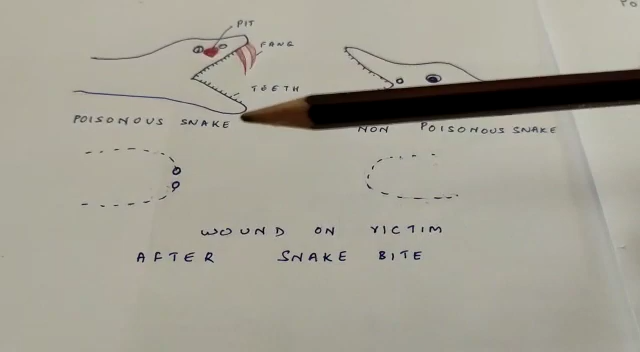 PIT
FANG
TEETH
POISONOUS SNAKE
NON POISONOUS SNAKE
WOUND ON VICTIM
AFTER SNAKE BITE